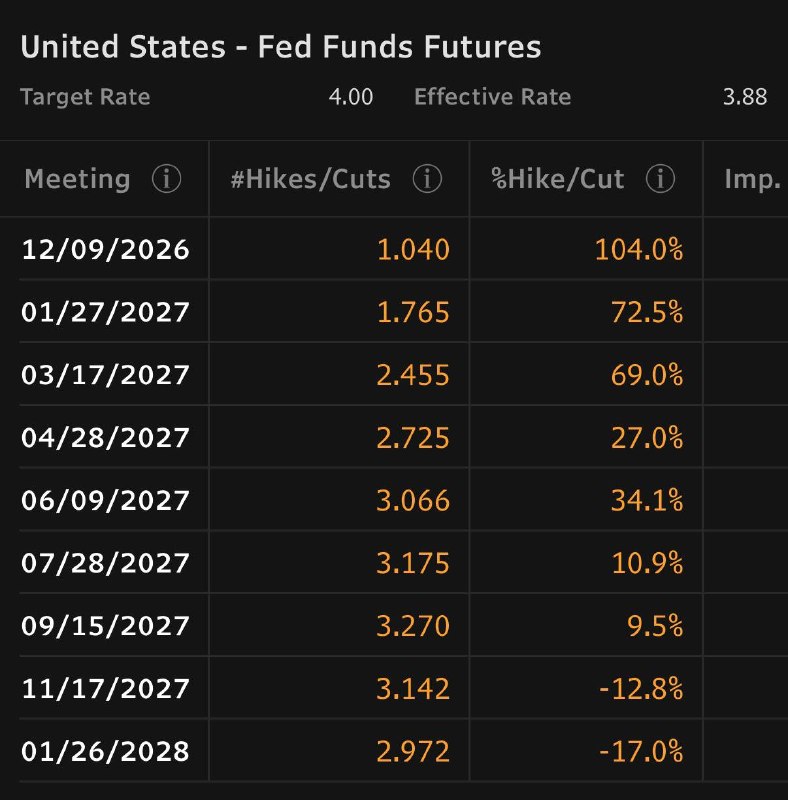 United States - Fed Funds Futures
Target Rate 4.00 Effective Rate 3.88
Meeting #Hikes/Cuts %Hike/Cut Imp.
12/09/2026 1.040 104.0%
01/27/2027 1.765 72.5%
03/17/2027 2.455 69.0%
04/28/2027 2.725 27.0%
06/09/2027 3.066 34.1%
07/28/2027 3.175 10.9%
09/15/2027 3.270 9.5%
11/17/2027 3.142 -12.8%
01/26/2028 2.972 -17.0%